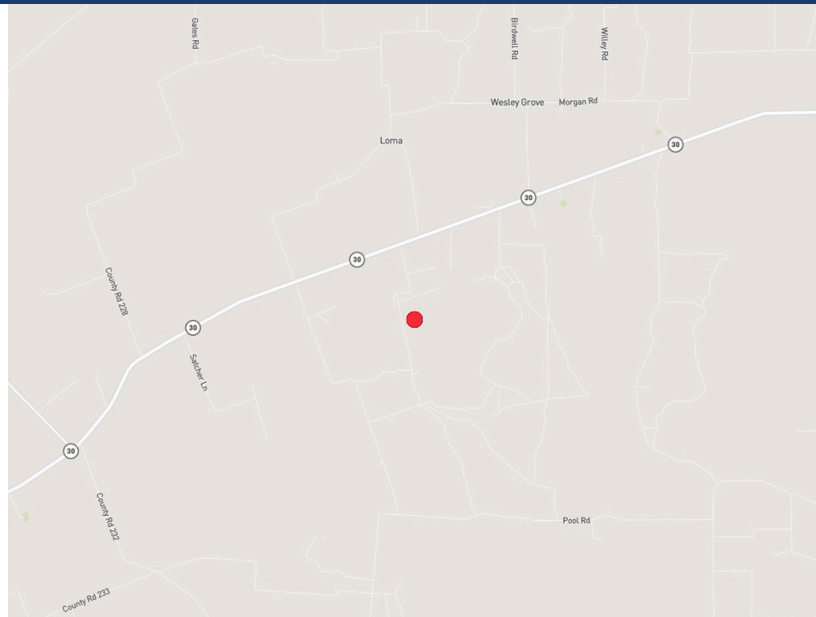 Gates Rd
Birdwell Rd
Willey Rd
Wesley Grove
Morgan Rd
Loma
30
30
30
County Rd 228
30
Satcher Ln
30
County Rd 232
Pool Rd
County Rd 233